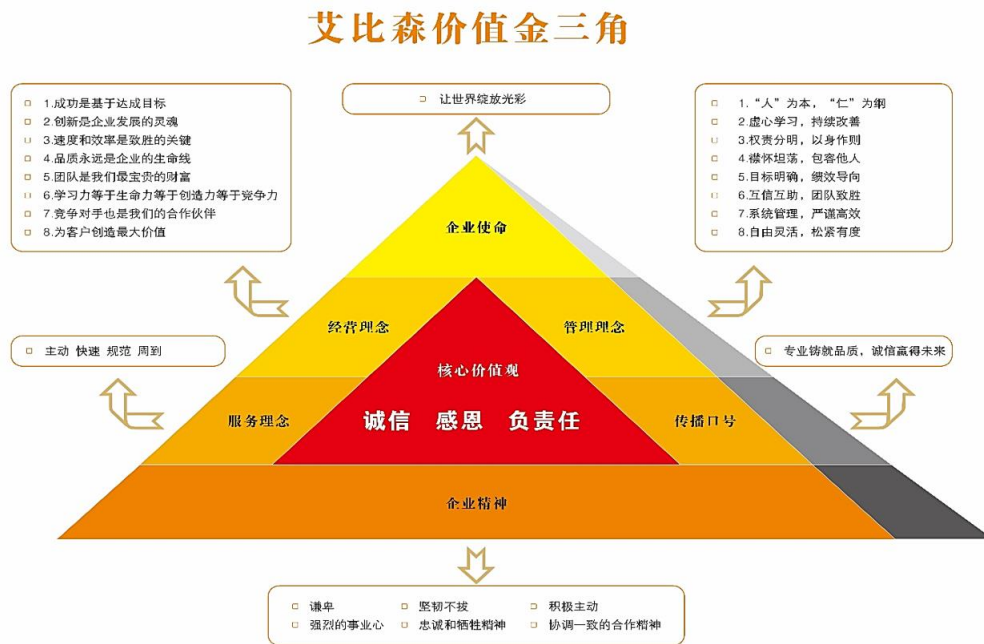 艾比森价值金三角
1.成功是基于达成目标
2.创新是企业发展的灵魂
3.速度和效率是致胜的关键
4.品质永远是企业的生命线
5.团队是我们最宝贵的财富
6.学习力等于生命力等于创造力等于竞争力
7.竞争对手也是我们的合作伙伴
8.为客户创造最大价值
让世界绽放光彩
1.“人”为本，“仁”为纲
2.虚心学习，持续改善
3.权责分明，以身作则
4.襟怀坦荡，包容他人
5.目标明确，绩效导向
6.互信互助，团队致胜
7.系统管理，严谨高效
8.自由灵活，松紧有度
企业使命
经营理念
管理理念
主动 快速 规范 周到
专业铸就品质，诚信赢得未来
核心价值观
诚信 感恩 负责任
服务理念
传播口号
企业精神
谦卑 坚韧不拔 积极主动
强烈的事业心 忠诚和牺牲精神 协调一致的合作精神